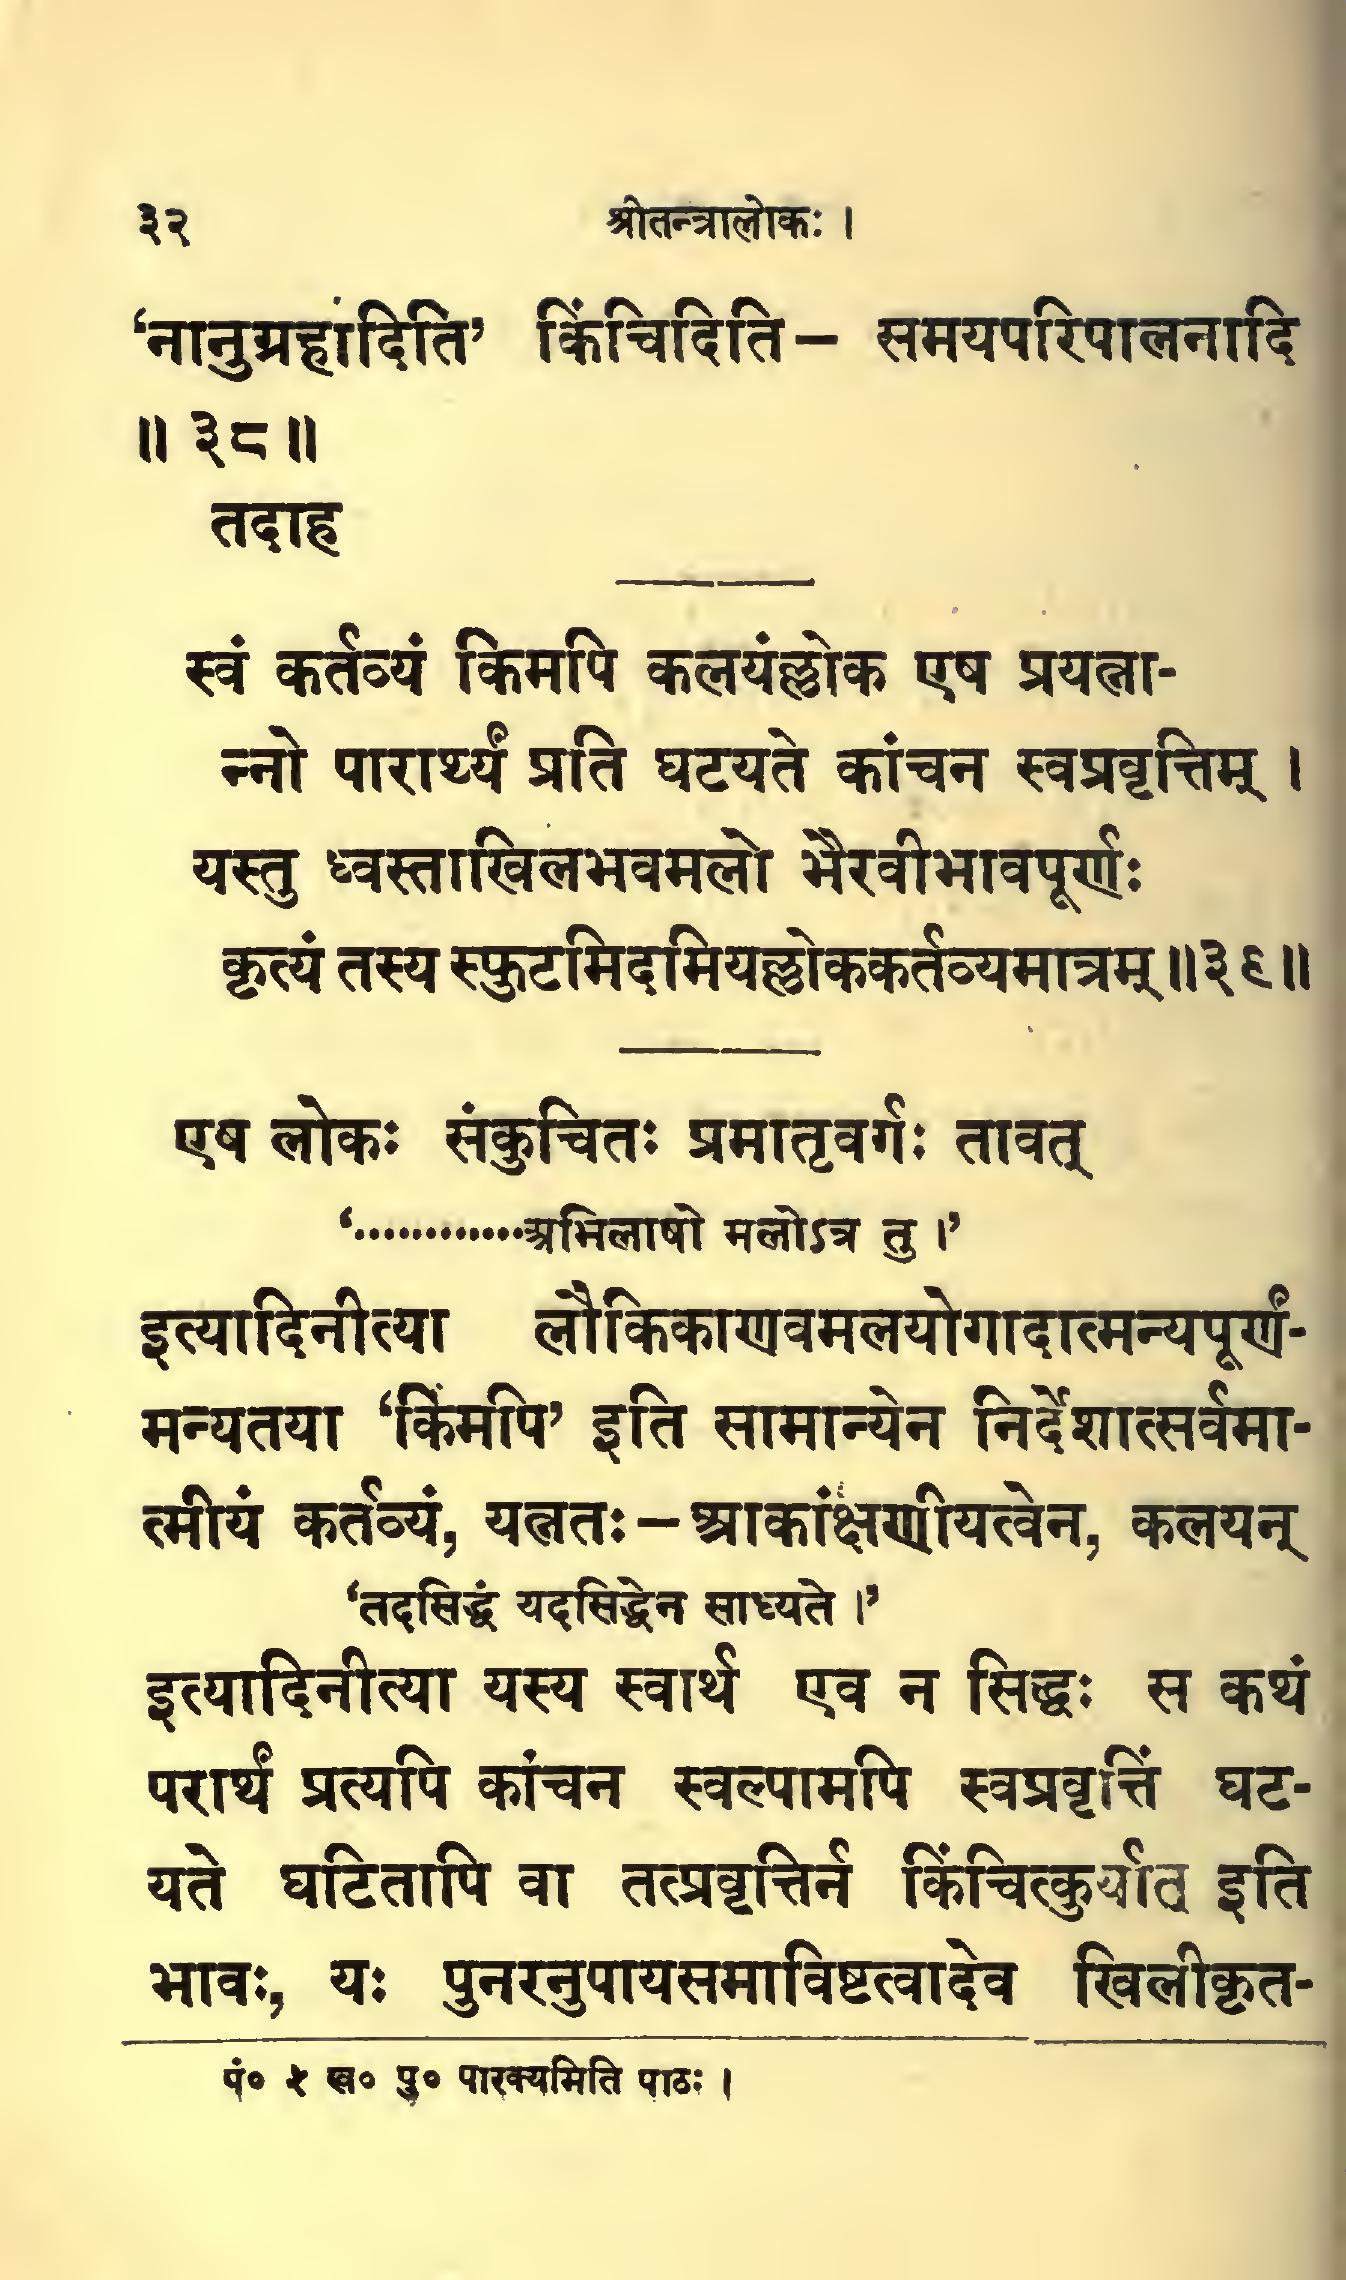 ३२ श्रीतन्त्रालोकः ।
‘नानुग्रहादिति’ किंचिदिति— समयपरिपालनादि
॥ ३८ ॥
तदाह
स्वं कर्तव्यं किमपि कलयंल्लोक एष प्रयत्ना-
न्नो पारार्थ्यं प्रति घटयते कांचन स्वप्रवृत्तिम् ।
यस्तु ध्वस्ताखिलभवमलो भैरवीभावपूर्णः
कृत्यं तस्य स्फुटमिदमियल्लोककर्तव्यमात्रम् ॥३९॥
एष लोकः संकुचितः प्रमातृवर्गः तावत्
‘............अभिलाषो मलोऽत्र तु ।’
इत्यादिनीत्या लौकिकाणवमलयोगादात्मन्यपूर्णं-
मन्यतया ‘किंमपि’ इति सामान्येन निर्देशात्सर्वमा-
त्मीयं कर्तव्यं, यत्नतः—आकांक्षणीयत्वेन, कलयन्
‘तदसिद्धं यदसिद्धेन साध्यते ।’
इत्यादिनीत्या यस्य स्वार्थ एव न सिद्धः स कथं
परार्थं प्रत्यपि कांचन स्वल्पामपि स्वप्रवृत्तिं घट-
यते घटितापि वा तत्प्रवृत्तिर्न किंचित्कुर्यात् इति
भावः, यः पुनरनुपायसमाविष्टत्वादेव खिलीकृत-
पं० ५ ख० पु० पारक्यमिति पाठः ।